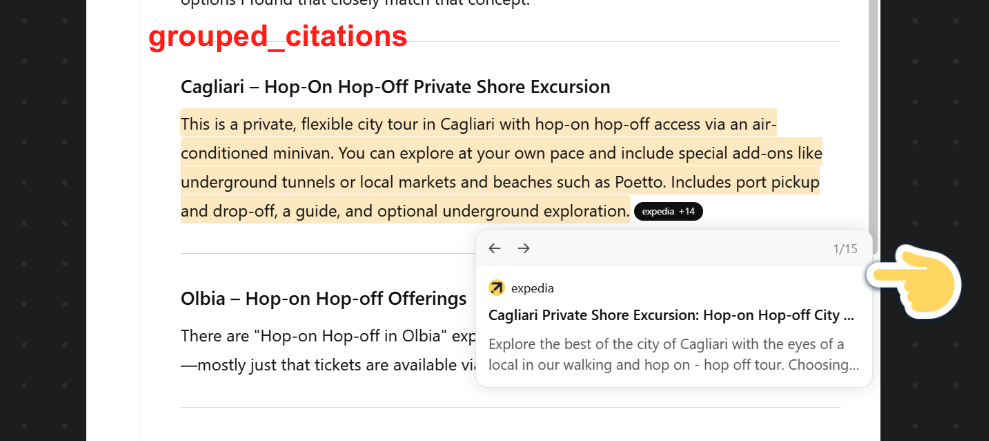 options I found that closely match that concept.
grouped_citations
Cagliari – Hop-On Hop-Off Private Shore Excursion
This is a private, flexible city tour in Cagliari with hop-on hop-off access via an air-
conditioned minivan. You can explore at your own pace and include special add-ons like
underground tunnels or local markets and beaches such as Poetto. Includes port pickup
and drop-off, a guide, and optional underground exploration. expedia +14
1/15
expedia
Cagliari Private Shore Excursion: Hop-on Hop-off City ...
Explore the best of the city of Cagliari with the eyes of a
local in our walking and hop on - hop off tour. Choosing...
Olbia – Hop-on Hop-off Offerings
There are "Hop-on Hop-off in Olbia"
—mostly just that tickets are available